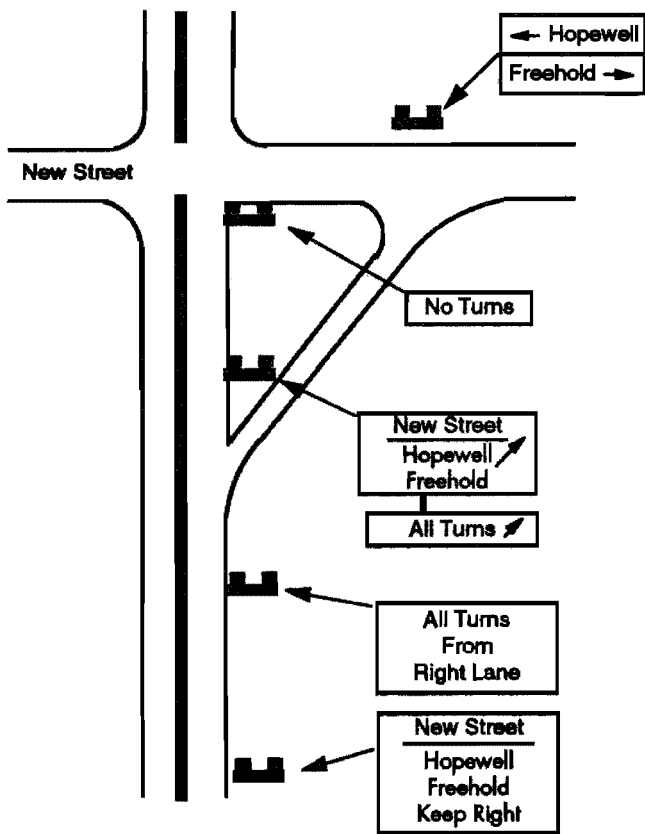 ← Hopewell
Freehold →
New Street
No Turns
New Street
Hopewell
Freehold
All Turns
All Turns
From
Right Lane
New Street
Hopewell
Freehold
Keep Right